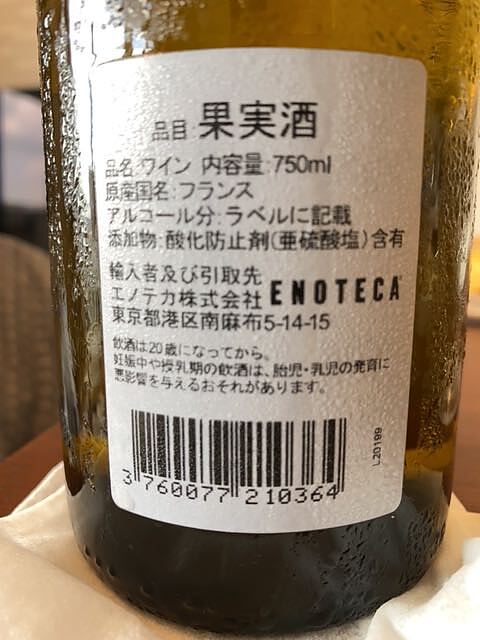 品目:果実酒
品名:ワイン 内容量:750ml
原産国名:フランス
アルコール分:ラベルに記載
添加物:酸化防止剤(亜硫酸塩)含有
輸入者及び引取先
エノテカ株式会社 ENOTECA
東京都港区南麻布5-14-15
飲酒は20歳になってから。
妊娠中や授乳期の飲酒は、胎児・乳児の発育に
悪影響を与えるおそれがあります。
3 760077 210364
L20199